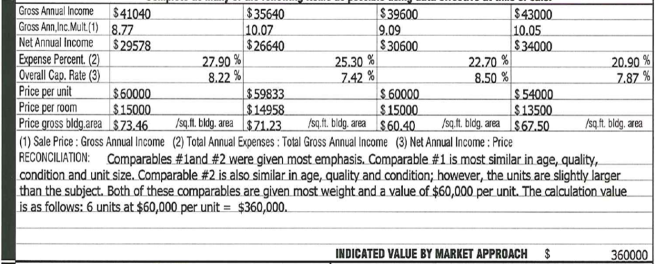 Gross Annual Income $41040 $35640 $39600 $43000
Gross Ann,Inc.Mult.(1) 8.77 10.07 9.09 10.05
Net Annual Income $29578 $26640 $30600 $34000
Expense Percent. (2) 27.90 % 25.30 % 22.70 % 20.90 %
Overall Cap. Rate (3) 8.22 % 7.42 % 8.50 % 7.87 %
Price per unit $60000 $59833 $60000 $54000
Price per room $15000 $14958 $15000 $13500
Price gross bldg.area $73.46 /sq.ft. bldg. area $71.23 /sq.ft. bldg. area $60.40 /sq.ft. bldg. area $67.50 /sq.ft. bldg. area
(1) Sale Price : Gross Annual Income (2) Total Annual Expenses : Total Gross Annual Income (3) Net Annual Income : Price
RECONCILIATION: Comparables #1and #2 were given most emphasis. Comparable #1 is most similar in age, quality,
condition and unit size. Comparable #2 is also similar in age, quality and condition; however, the units are slightly larger
than the subject. Both of these comparables are given most weight and a value of $60,000 per unit. The calculation value
is as follows: 6 units at $60,000 per unit = $360,000.
INDICATED VALUE BY MARKET APPROACH $ 360000